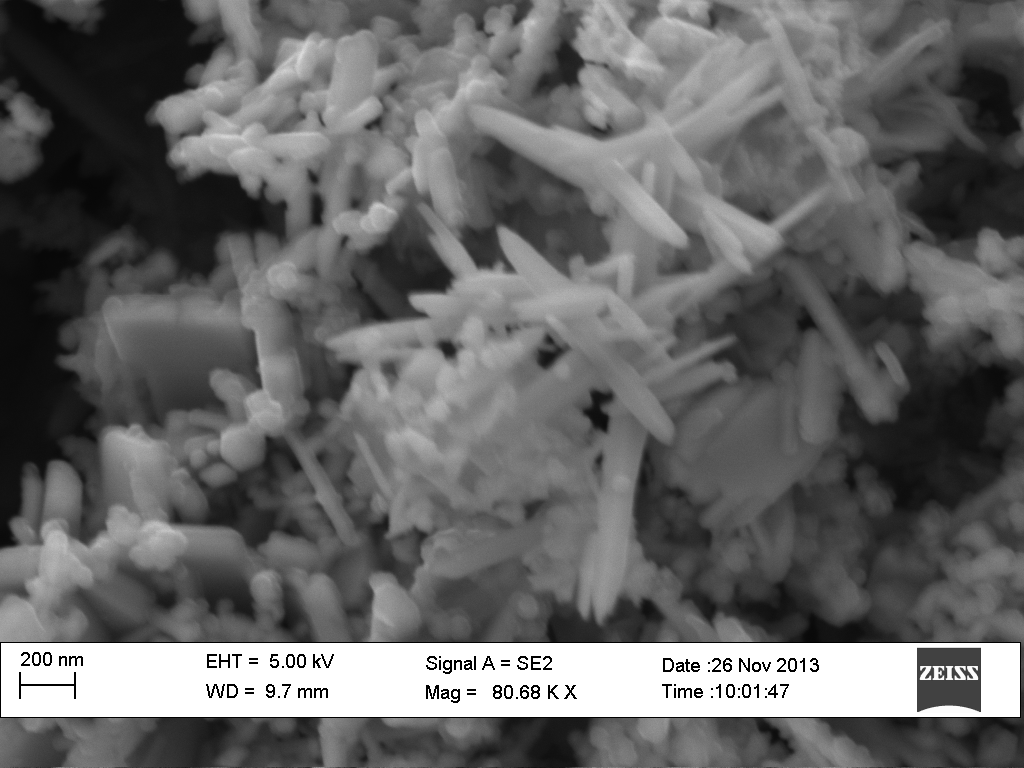 200 nm
EHT = 5.00 kV
WD = 9.7 mm
Signal A = SE2
Mag = 80.68 K X
Date :26 Nov 2013
Time :10:01:47
ZEISS